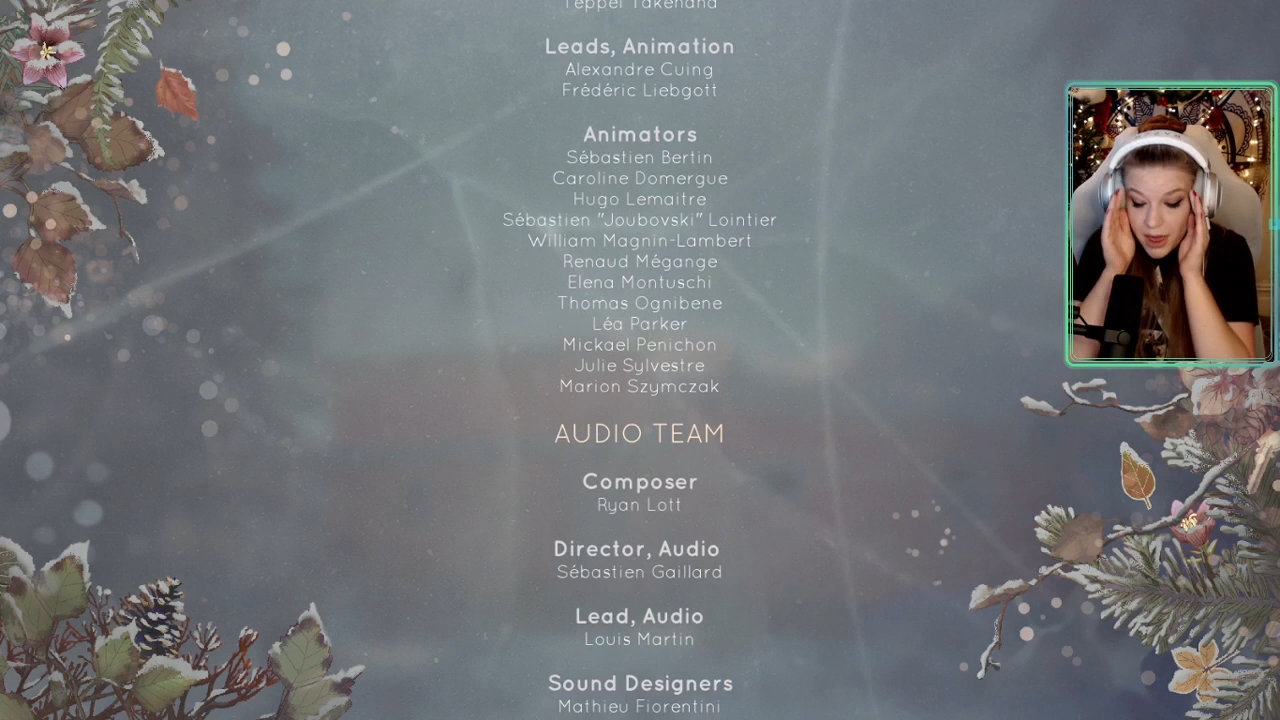 Teppei Takehana
Leads, Animation
Alexandre Cuing
Frédéric Liebgott
Animators
Sébastien Bertin
Caroline Domergue
Hugo Lemaitre
Sébastien "Joubovski" Lointier
William Magnin-Lambert
Renaud Mégange
Elena Montuschi
Thomas Ognibene
Léa Parker
Mickael Penichon
Julie Sylvestre
Marion Szymczak
AUDIO TEAM
Composer
Ryan Lott
Director, Audio
Sébastien Gaillard
Lead, Audio
Louis Martin
Sound Designers
Mathieu Fiorentini